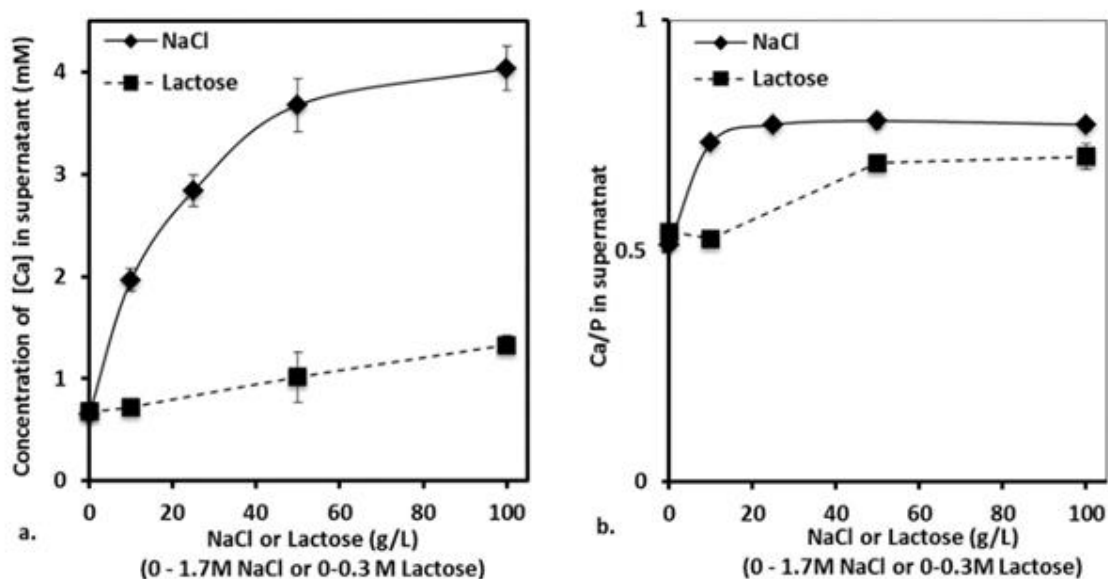 Concentration of [Ca] in supernatant (mM)
4
3
2
1
0
NaCl
Lactose
0 20 40 60 80 100
a.
NaCl or Lactose (g/L)
(0 - 1.7M NaCl or 0-0.3 M Lactose)
Ca/P in supernatnat
1
0.5
0
NaCl
Lactose
0 20 40 60 80 100
b.
NaCl or Lactose (g/L)
(0 - 1.7M NaCl or 0-0.3M Lactose)